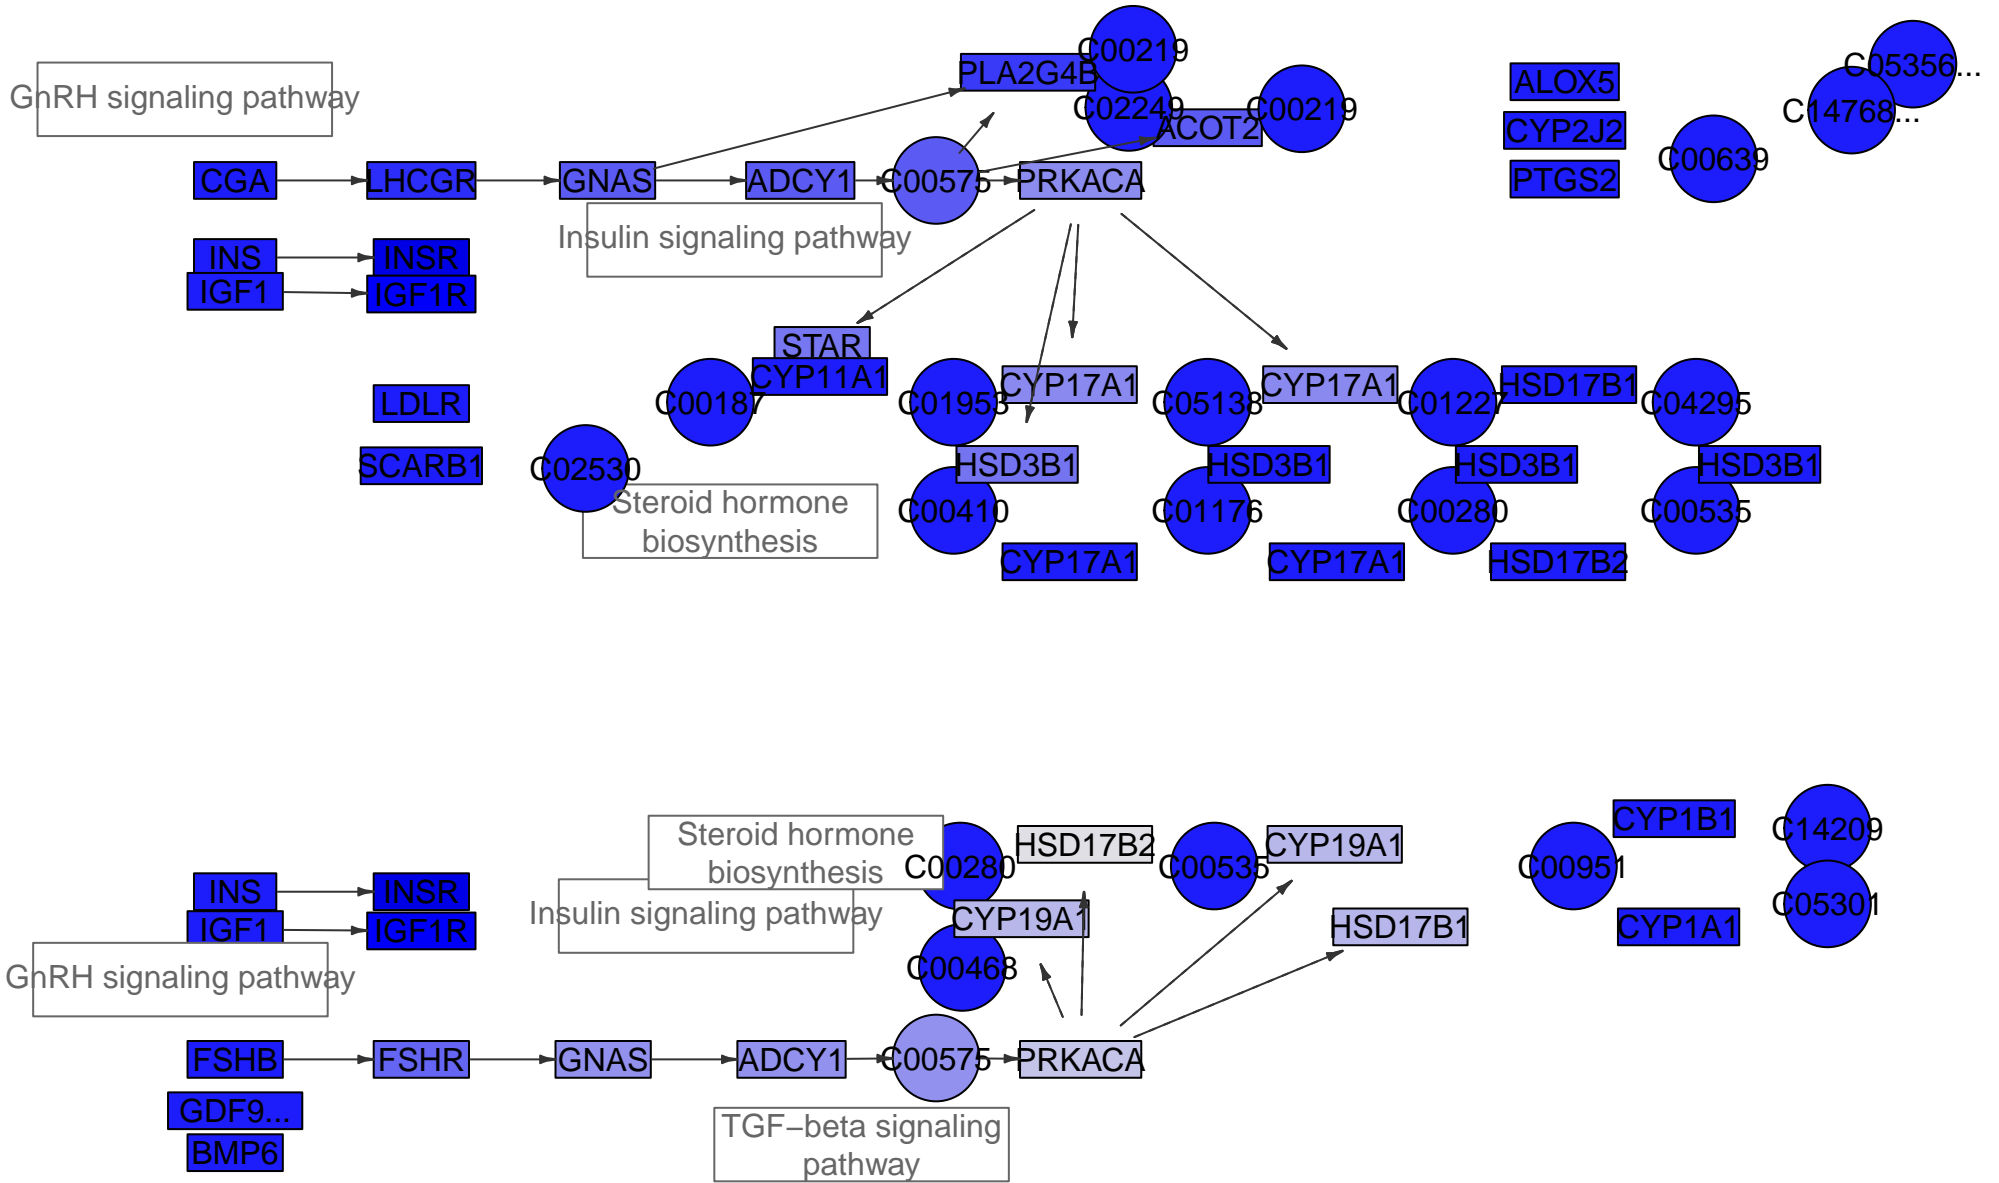 C00219
C05356...
PLA2G4B
ALOX5
GnRH signaling pathway
C02249
C00219
C14768...
ACOT2
CYP2J2
C00639
CGA
LHCGR
GNAS
ADCY1
C00575
PRKACA
PTGS2
Insulin signaling pathway
INS
INSR
IGF1
IGF1R
STAR
CYP11A1
CYP17A1
CYP17A1
HSD17B1
LDLR
C00187
C01953
C05138
C01227
C04295
SCARB1
C02530
HSD3B1
HSD3B1
HSD3B1
HSD3B1
Steroid hormone
biosynthesis
C00410
C01176
C00280
C00535
CYP17A1
CYP17A1
HSD17B2
Steroid hormone
biosynthesis
C00280
HSD17B2
C00535
CYP19A1
C00951
CYP1B1
C14209
INS
INSR
Insulin signaling pathway
CYP19A1
HSD17B1
CYP1A1
C05301
IGF1
IGF1R
GnRH signaling pathway
C00468
FSHB
FSHR
GNAS
ADCY1
C00575
PRKACA
GDF9...
BMP6
TGF−beta signaling
pathway